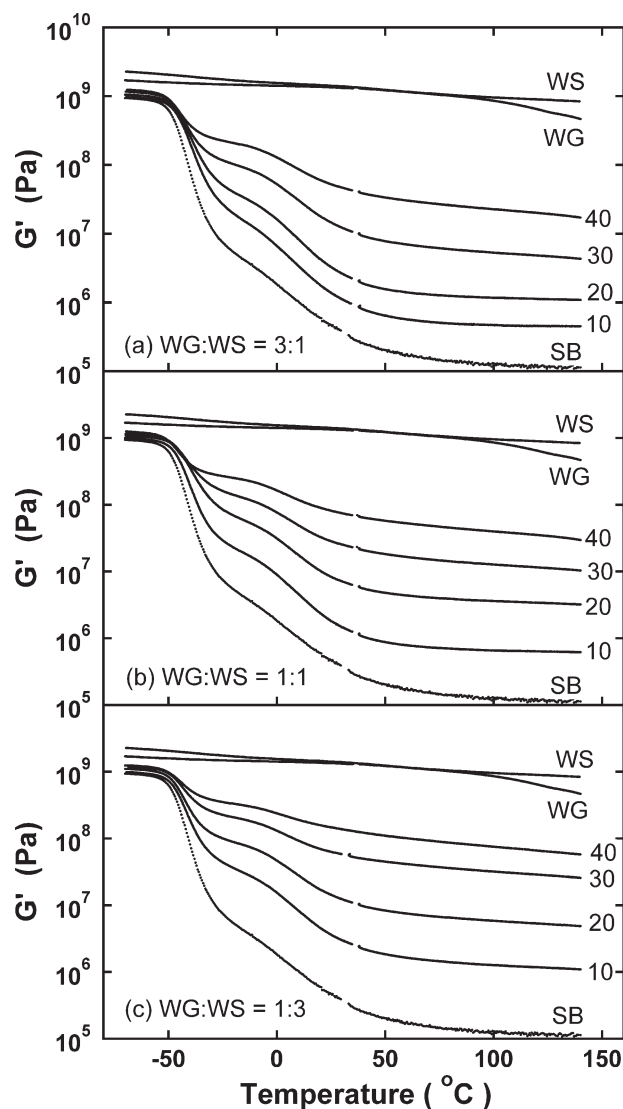 10^10
10^9
10^8
10^7
10^6
10^5
G' (Pa)
WS
WG
40
30
20
10
SB
(a) WG:WS = 3:1
10^9
10^8
10^7
10^6
10^5
G' (Pa)
WS
WG
40
30
20
10
SB
(b) WG:WS = 1:1
10^9
10^8
10^7
10^6
10^5
G' (Pa)
WS
WG
40
30
20
10
SB
(c) WG:WS = 1:3
-50 0 50 100 150
Temperature ( °C)